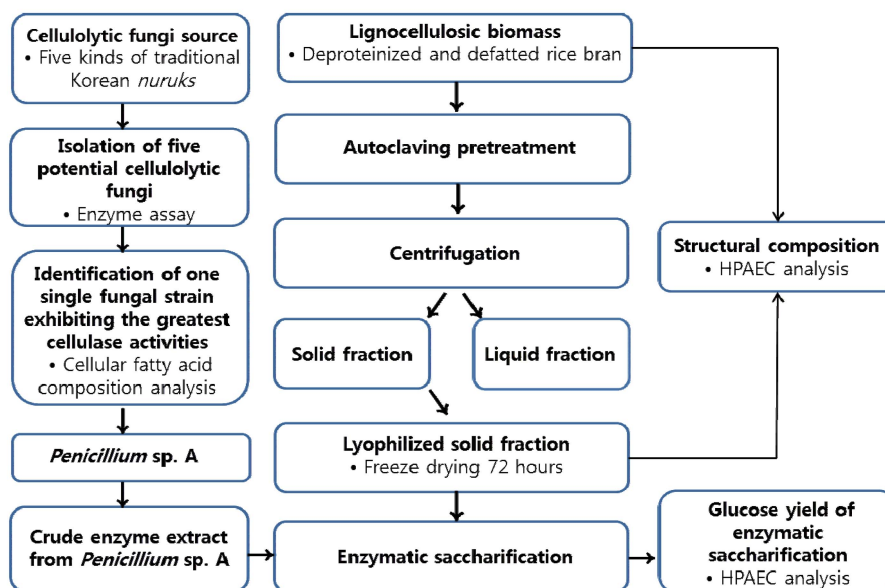 Cellulolytic fungi source
• Five kinds of traditional
Korean nuruks
Isolation of five
potential cellulolytic
fungi
• Enzyme assay
Identification of one
single fungal strain
exhibiting the greatest
cellulase activities
• Cellular fatty acid
composition analysis
Penicillium sp. A
Crude enzyme extract
from Penicillium sp. A
Lignocellulosic biomass
• Deproteinized and defatted rice bran
Autoclaving pretreatment
Centrifugation
Solid fraction
Liquid fraction
Lyophilized solid fraction
• Freeze drying 72 hours
Enzymatic saccharification
Structural composition
• HPAEC analysis
Glucose yield of
enzymatic
saccharification
• HPAEC analysis